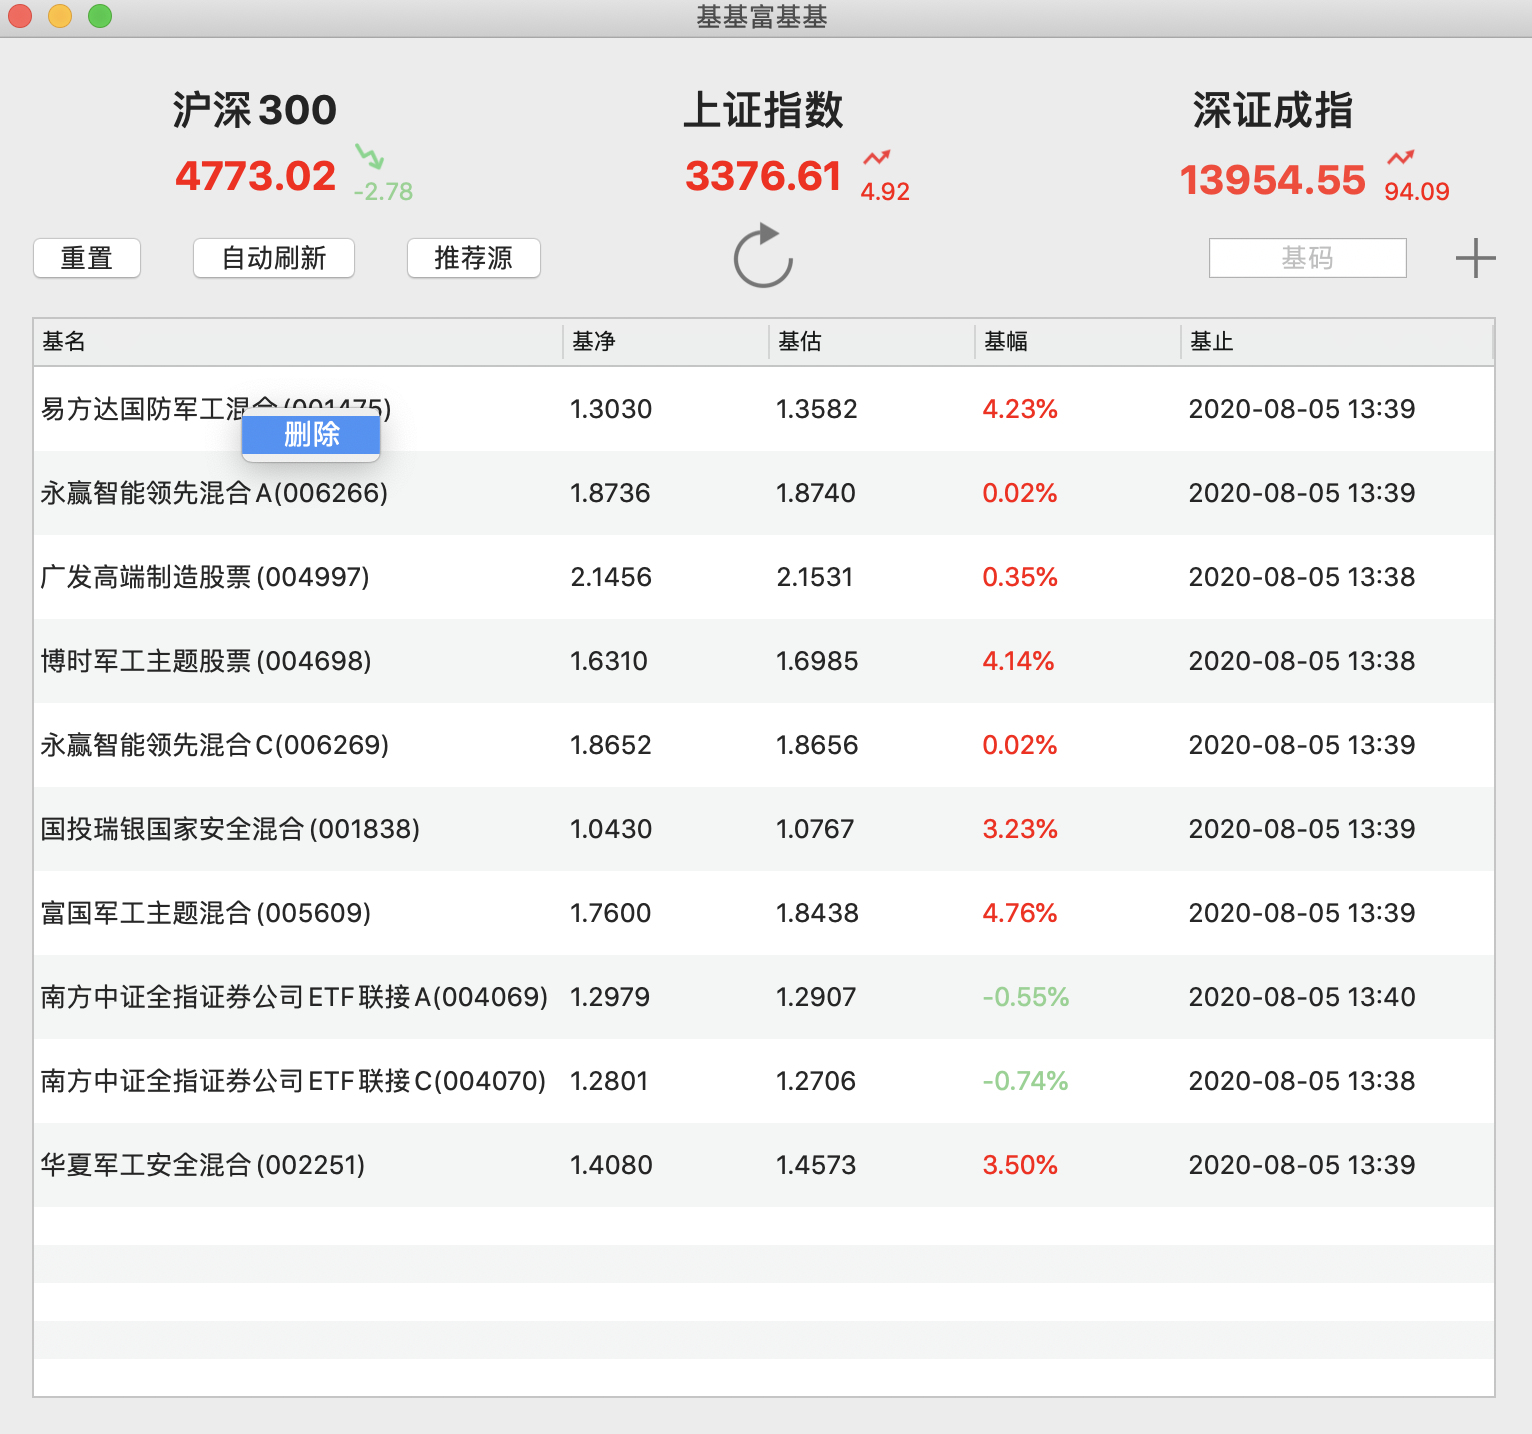 基基富基基
沪深300
4773.02 -2.78
上证指数
3376.61 4.92
深证成指
13954.55 94.09
重置 自动刷新 推荐源 基码
基名 基净 基估 基幅 基止
易方达国防军工混合(001475) 1.3030 1.3582 4.23% 2020-08-05 13:39
删除
永赢智能领先混合A(006266) 1.8736 1.8740 0.02% 2020-08-05 13:39
广发高端制造股票(004997) 2.1456 2.1531 0.35% 2020-08-05 13:38
博时军工主题股票(004698) 1.6310 1.6985 4.14% 2020-08-05 13:38
永赢智能领先混合C(006269) 1.8652 1.8656 0.02% 2020-08-05 13:39
国投瑞银国家安全混合(001838) 1.0430 1.0767 3.23% 2020-08-05 13:39
富国军工主题混合(005609) 1.7600 1.8438 4.76% 2020-08-05 13:39
南方中证全指证券公司ETF联接A(004069) 1.2979 1.2907 -0.55% 2020-08-05 13:40
南方中证全指证券公司ETF联接C(004070) 1.2801 1.2706 -0.74% 2020-08-05 13:38
华夏军工安全混合(002251) 1.4080 1.4573 3.50% 2020-08-05 13:39